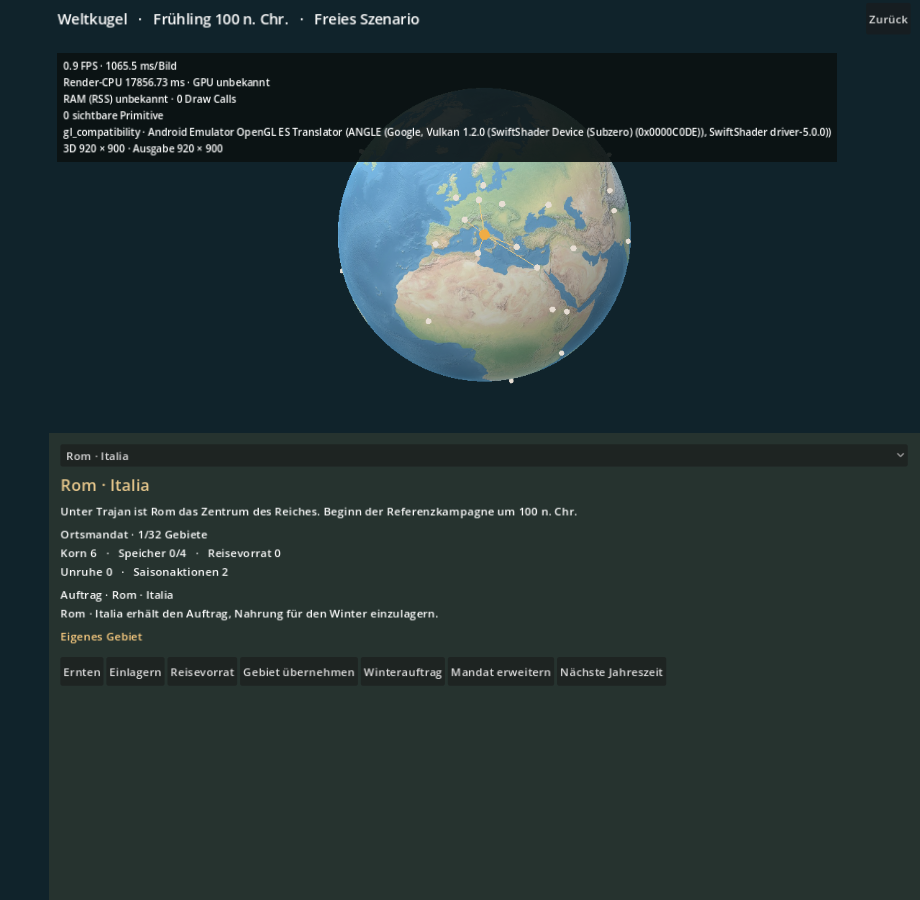 Weltkugel · Frühling 100 n. Chr. · Freies Szenario
Zurück
0.9 FPS · 1065.5 ms/Bild
Render-CPU 17856.73 ms · GPU unbekannt
RAM (RSS) unbekannt · 0 Draw Calls
0 sichtbare Primitive
gl_compatibility · Android Emulator OpenGL ES Translator (ANGLE (Google, Vulkan 1.2.0 (SwiftShader Device (Subzero) (0x0000C0DE)), SwiftShader driver-5.0.0))
3D 920 × 900 · Ausgabe 920 × 900
Rom · Italia
Rom · Italia
Unter Trajan ist Rom das Zentrum des Reiches. Beginn der Referenzkampagne um 100 n. Chr.
Ortsmandat · 1/32 Gebiete
Korn 6 · Speicher 0/4 · Reisevorrat 0
Unruhe 0 · Saisonaktionen 2
Auftrag · Rom · Italia
Rom · Italia erhält den Auftrag, Nahrung für den Winter einzulagern.
Eigenes Gebiet
Ernten Einlagern Reisevorrat Gebiet übernehmen Winterauftrag Mandat erweitern Nächste Jahreszeit